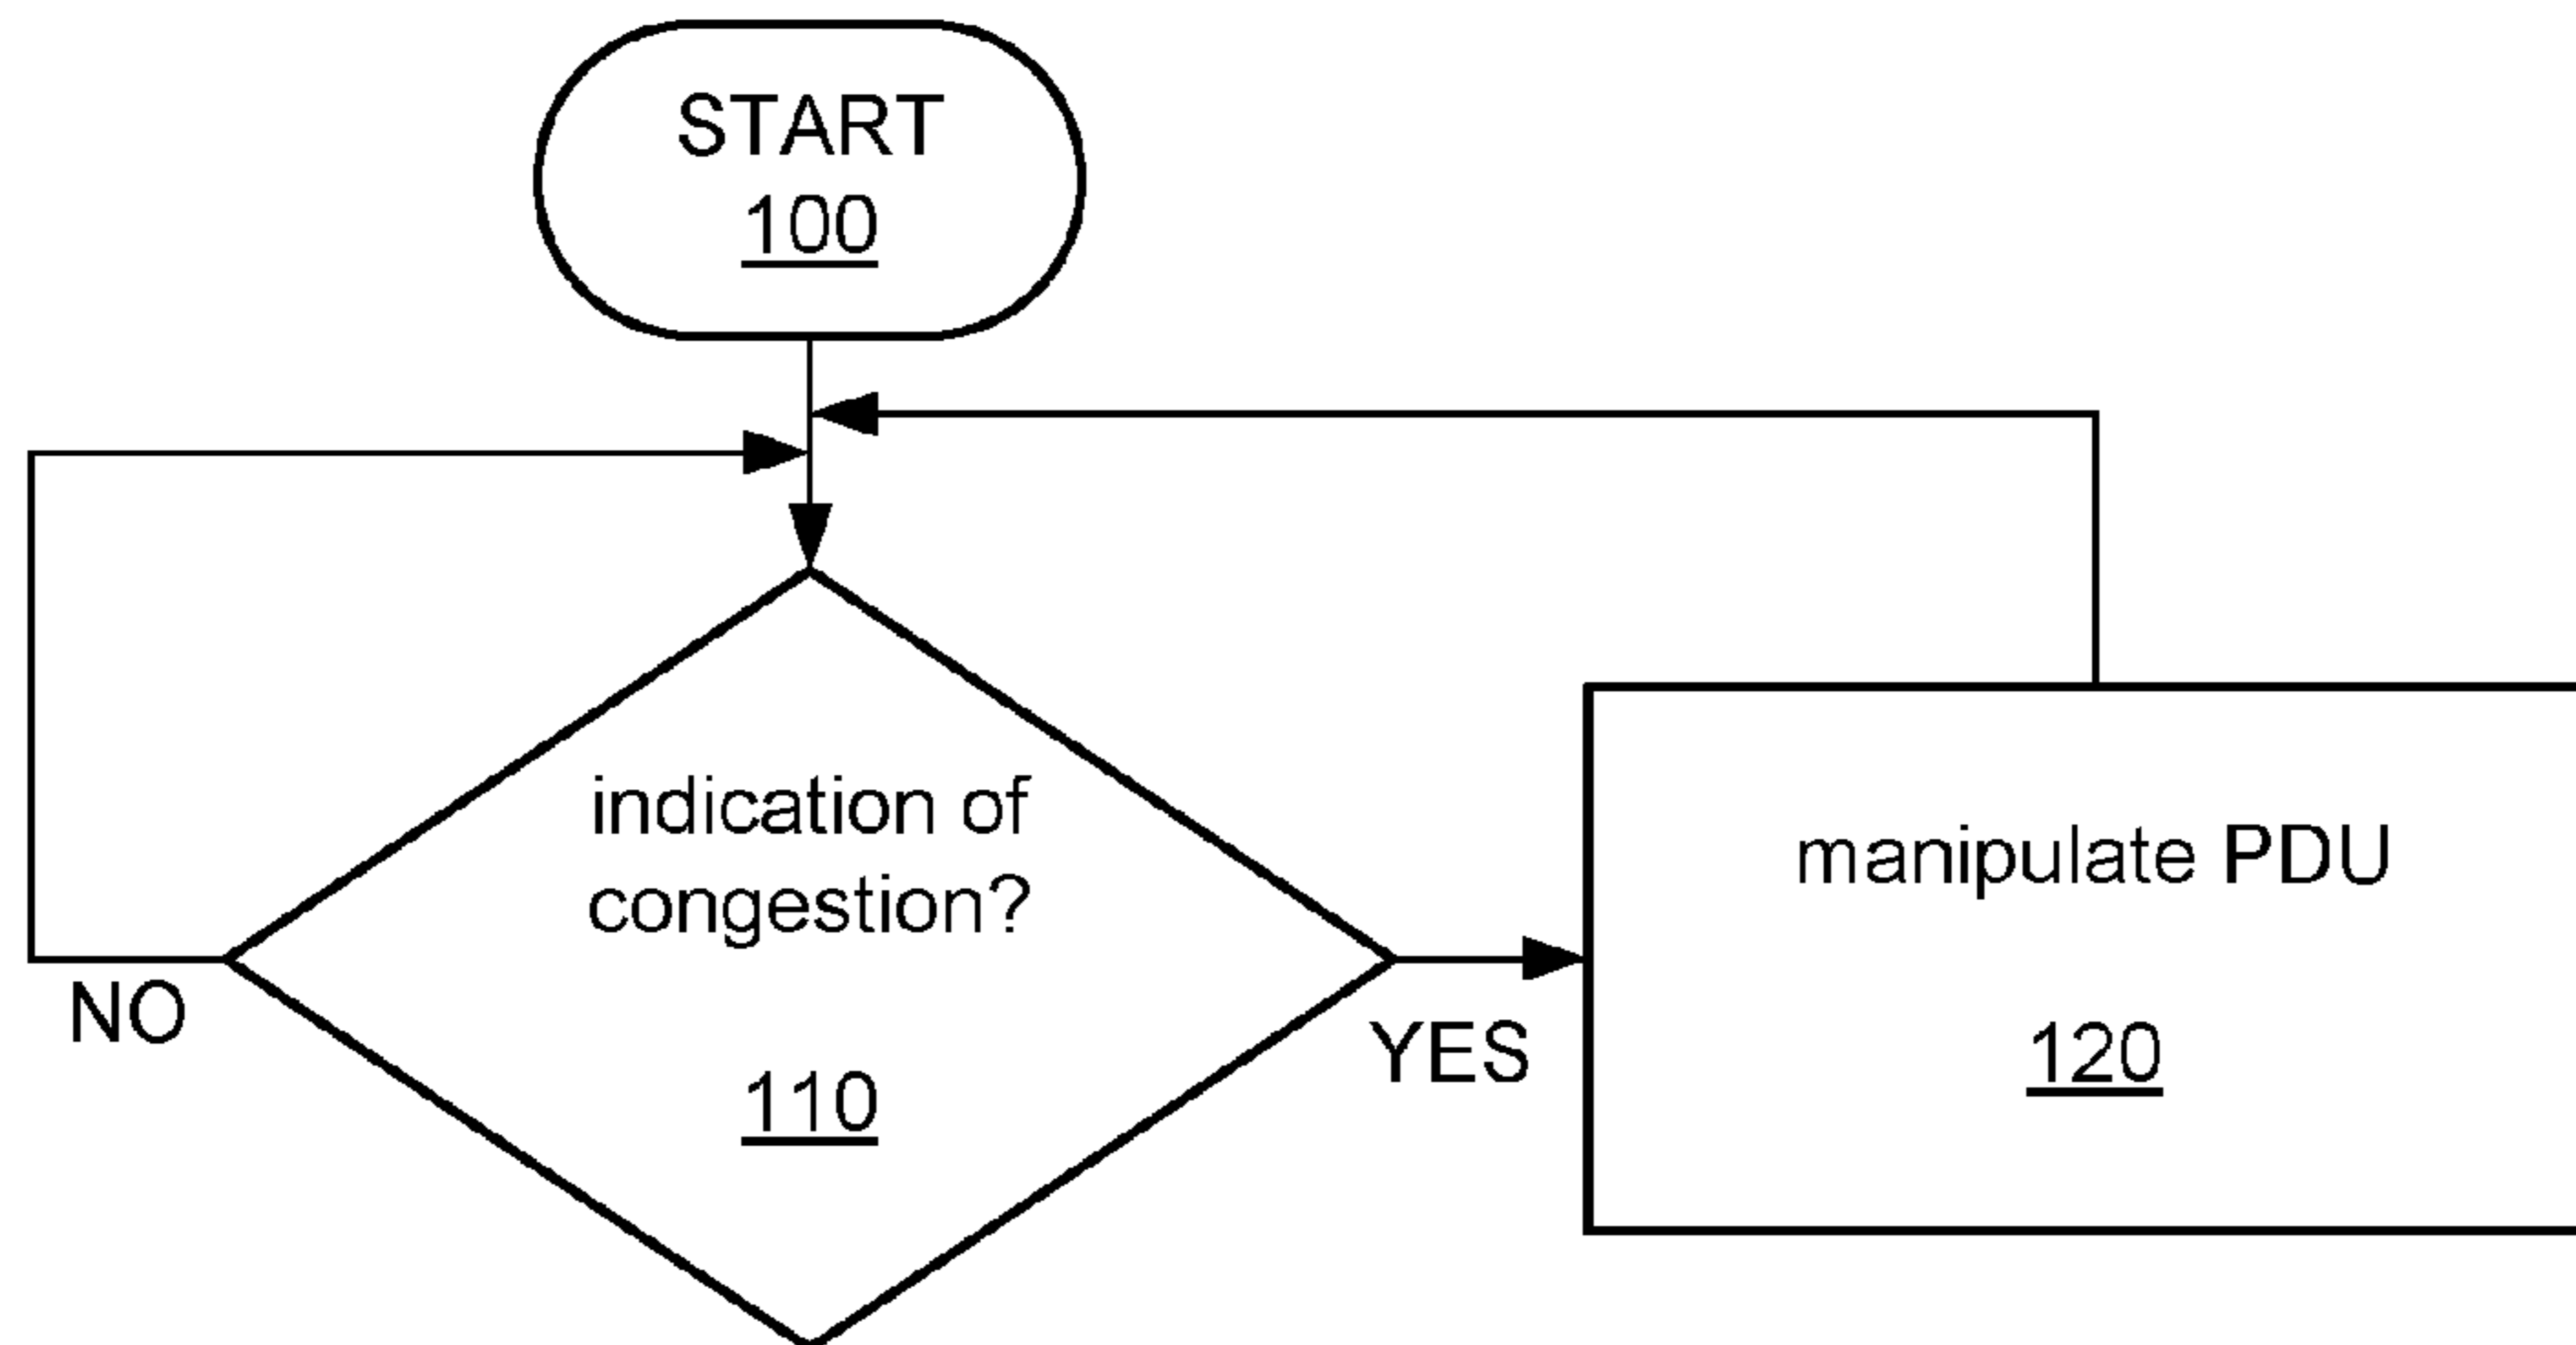 START
100
indication of
congestion?
110
NO
YES
manipulate PDU
120